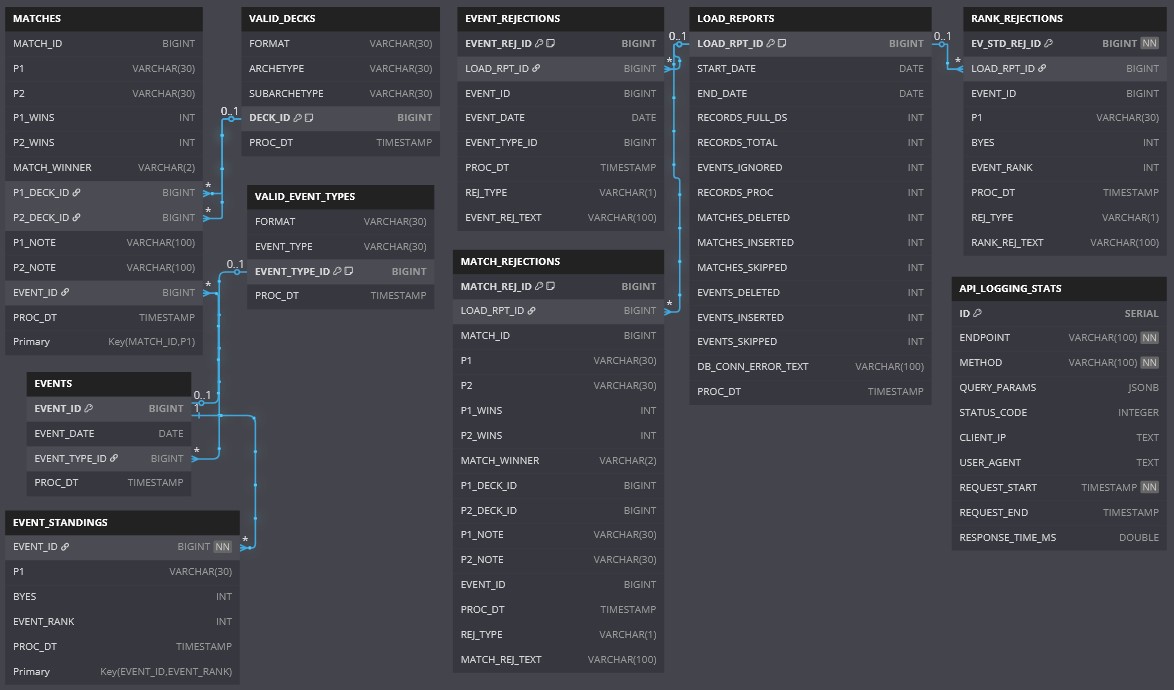 MATCHES
MATCH_ID BIGINT
P1 VARCHAR(30)
P2 VARCHAR(30)
P1_WINS INT
P2_WINS INT
MATCH_WINNER VARCHAR(2)
P1_DECK_ID BIGINT
P2_DECK_ID BIGINT
P1_NOTE VARCHAR(100)
P2_NOTE VARCHAR(100)
EVENT_ID BIGINT
PROC_DT TIMESTAMP
Primary Key(MATCH_ID,P1)
*
*
*
0..1
VALID_DECKS
FORMAT VARCHAR(30)
ARCHETYPE VARCHAR(30)
SUBARCHETYPE VARCHAR(30)
DECK_ID BIGINT
PROC_DT TIMESTAMP
0..1
VALID_EVENT_TYPES
FORMAT VARCHAR(30)
EVENT_TYPE VARCHAR(30)
EVENT_TYPE_ID BIGINT
PROC_DT TIMESTAMP
EVENTS
EVENT_ID BIGINT
EVENT_DATE DATE
EVENT_TYPE_ID BIGINT
PROC_DT TIMESTAMP
0..1
1
*
EVENT_STANDINGS
EVENT_ID BIGINT NN
P1 VARCHAR(30)
BYES INT
EVENT_RANK INT
PROC_DT TIMESTAMP
Primary Key(EVENT_ID,EVENT_RANK)
*
EVENT_REJECTIONS
EVENT_REJ_ID BIGINT
LOAD_RPT_ID BIGINT
EVENT_ID BIGINT
EVENT_DATE DATE
EVENT_TYPE_ID BIGINT
PROC_DT TIMESTAMP
REJ_TYPE VARCHAR(1)
EVENT_REJ_TEXT VARCHAR(100)
0..1
*
MATCH_REJECTIONS
MATCH_REJ_ID BIGINT
LOAD_RPT_ID BIGINT
MATCH_ID BIGINT
P1 VARCHAR(30)
P2 VARCHAR(30)
P1_WINS INT
P2_WINS INT
MATCH_WINNER VARCHAR(2)
P1_DECK_ID BIGINT
P2_DECK_ID BIGINT
P1_NOTE VARCHAR(30)
P2_NOTE VARCHAR(30)
EVENT_ID BIGINT
PROC_DT TIMESTAMP
REJ_TYPE VARCHAR(1)
MATCH_REJ_TEXT VARCHAR(100)
*
LOAD_REPORTS
LOAD_RPT_ID BIGINT
START_DATE DATE
END_DATE DATE
RECORDS_FULL_DS INT
RECORDS_TOTAL INT
EVENTS_IGNORED INT
RECORDS_PROC INT
MATCHES_DELETED INT
MATCHES_INSERTED INT
MATCHES_SKIPPED INT
EVENTS_DELETED INT
EVENTS_INSERTED INT
EVENTS_SKIPPED INT
DB_CONN_ERROR_TEXT VARCHAR(100)
PROC_DT TIMESTAMP
0..1
*
RANK_REJECTIONS
EV_STD_REJ_ID BIGINT NN
LOAD_RPT_ID BIGINT
EVENT_ID BIGINT
P1 VARCHAR(30)
BYES INT
EVENT_RANK INT
PROC_DT TIMESTAMP
REJ_TYPE VARCHAR(1)
RANK_REJ_TEXT VARCHAR(100)
API_LOGGING_STATS
ID SERIAL
ENDPOINT VARCHAR(100) NN
METHOD VARCHAR(100) NN
QUERY_PARAMS JSONB
STATUS_CODE INTEGER
CLIENT_IP TEXT
USER_AGENT TEXT
REQUEST_START TIMESTAMP NN
REQUEST_END TIMESTAMP
RESPONSE_TIME_MS DOUBLE